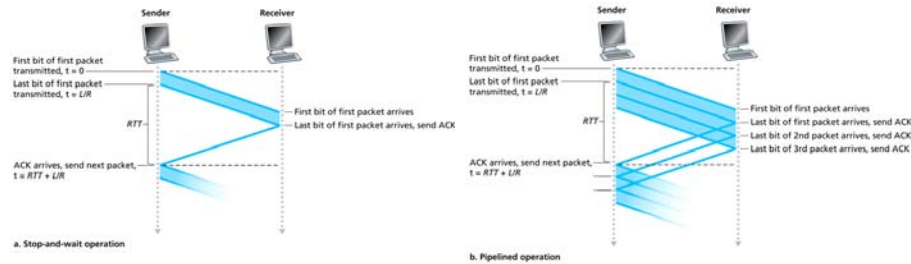 Sender
Receiver
First bit of first packet
transmitted, t = 0
Last bit of first packet
transmitted, t = L/R
RTT
First bit of first packet arrives
Last bit of first packet arrives, send ACK
ACK arrives, send next packet,
t = RTT + L/R
a. Stop-and-wait operation
Sender
Receiver
First bit of first packet
transmitted, t = 0
Last bit of first packet
transmitted, t = L/R
RTT
First bit of first packet arrives
Last bit of first packet arrives, send ACK
Last bit of 2nd packet arrives, send ACK
Last bit of 3rd packet arrives, send ACK
ACK arrives, send next packet,
t = RTT + L/R
b. Pipelined operation